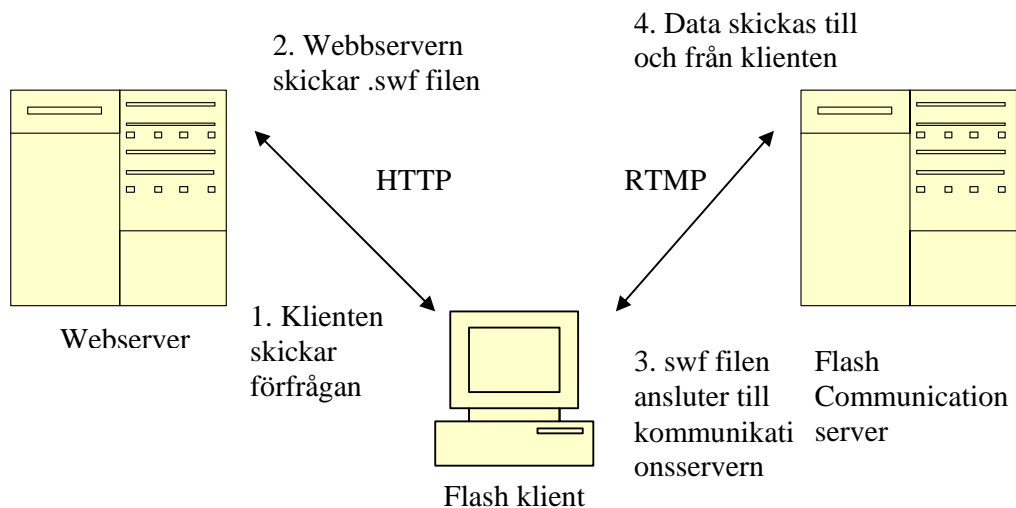 4. Data skickas till
och från klienten
2. Webbservern
skickar .swf filen
HTTP
RTMP
Webserver
1. Klienten
skickar
förfrågan
3. swf filen
ansluter till
kommunikati
onsservern
Flash
Communication
server
Flash klient